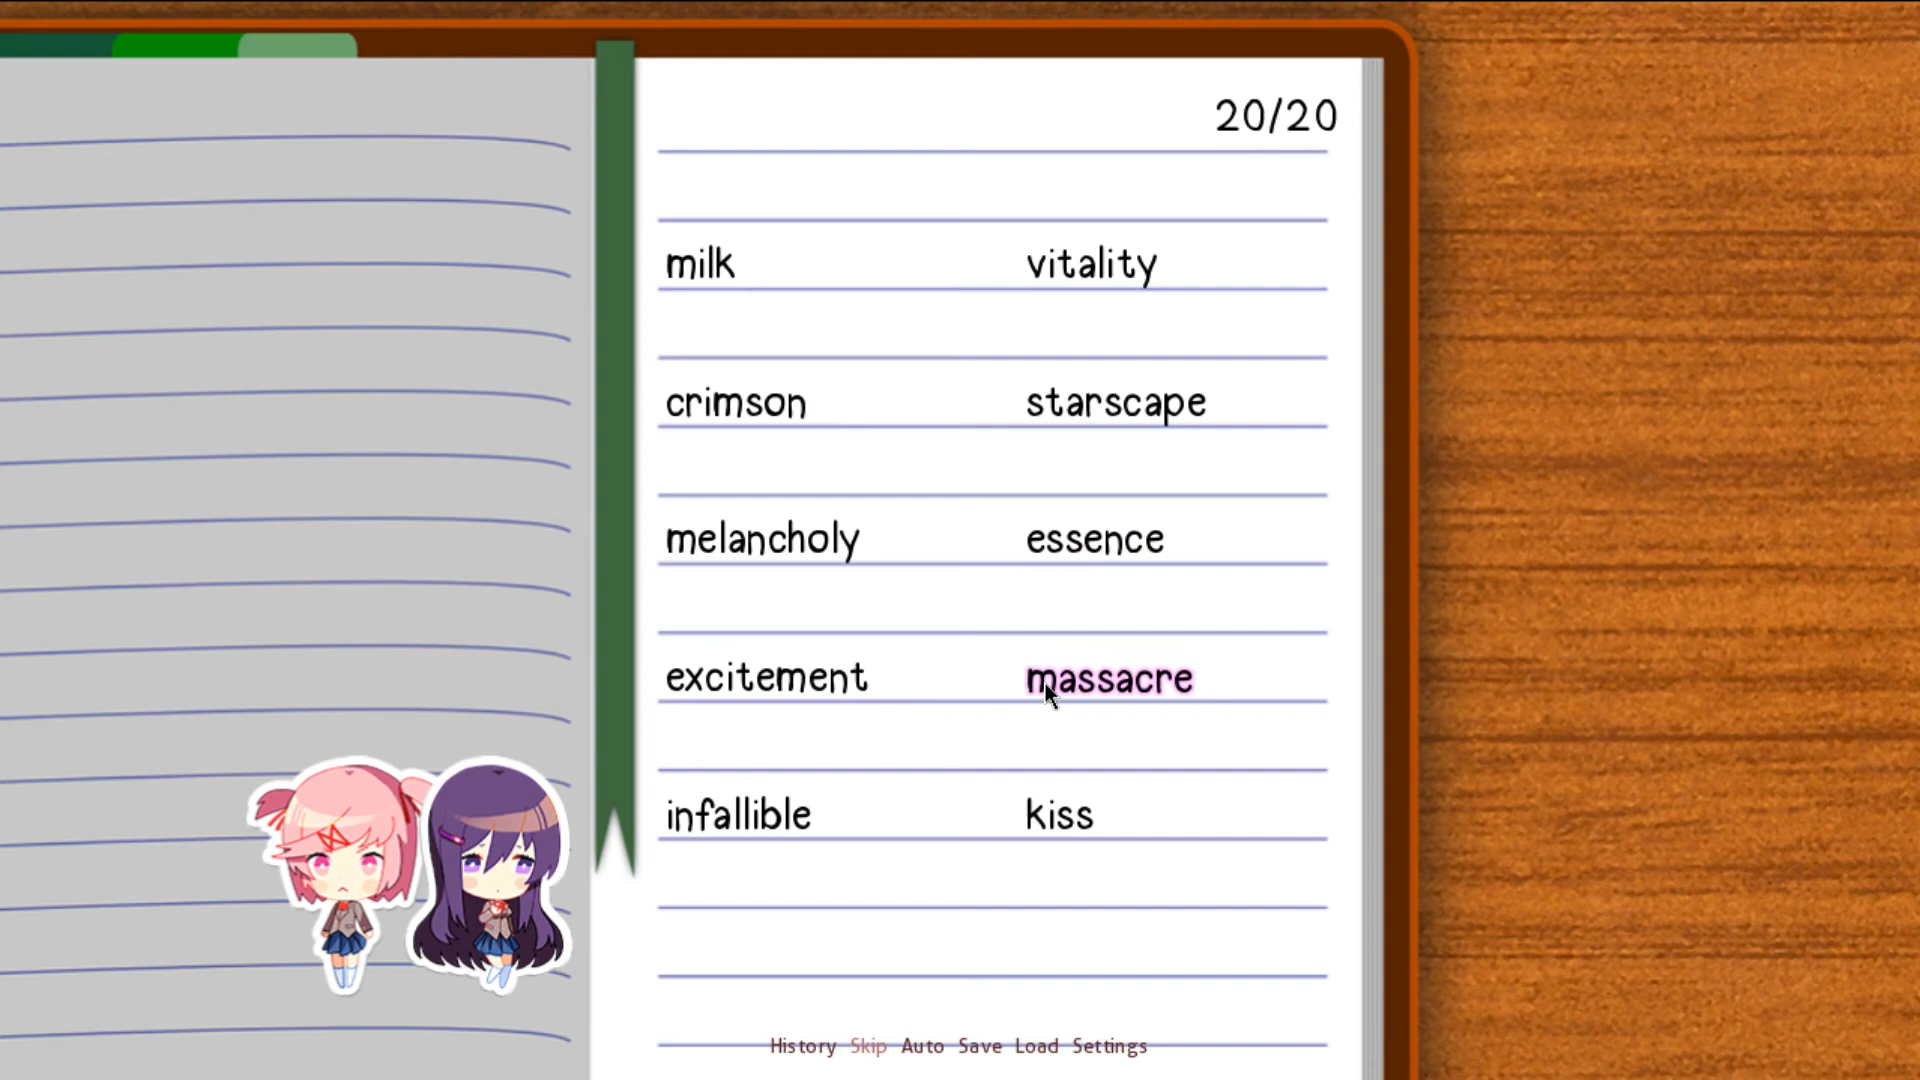 20/20
milk vitality
crimson starscape
melancholy essence
excitement massacre
infallible kiss
History Skip Auto Save Load Settings